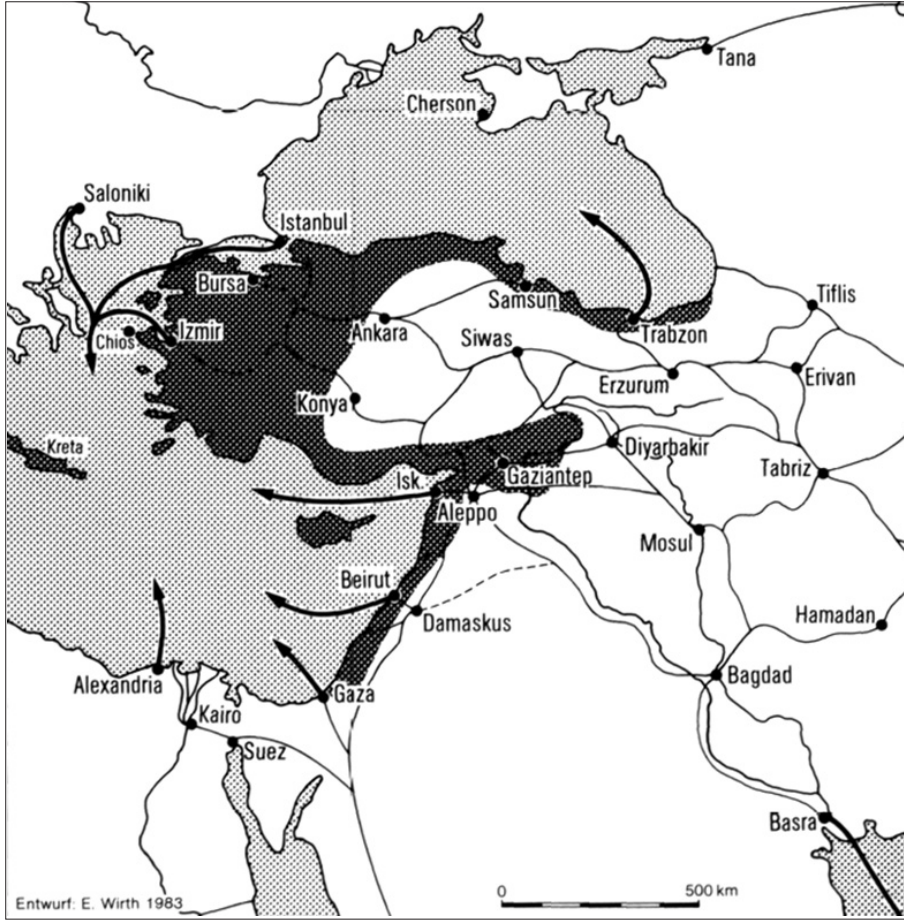 Tana
Cherson
Saloniki
Istanbul
Bursa
Samsun
Tiflis
Chios
Izmir
Ankara
Siwas
Trabzon
Erzurum
Erivan
Konya
Kreta
Diyarbakir
Isk.
Gaziantep
Tabriz
Aleppo
Mosul
Beirut
Damaskus
Hamadan
Alexandria
Gaza
Bagdad
Kairo
Suez
Basra
Entwurf: E. Wirth 1983
0 500 km